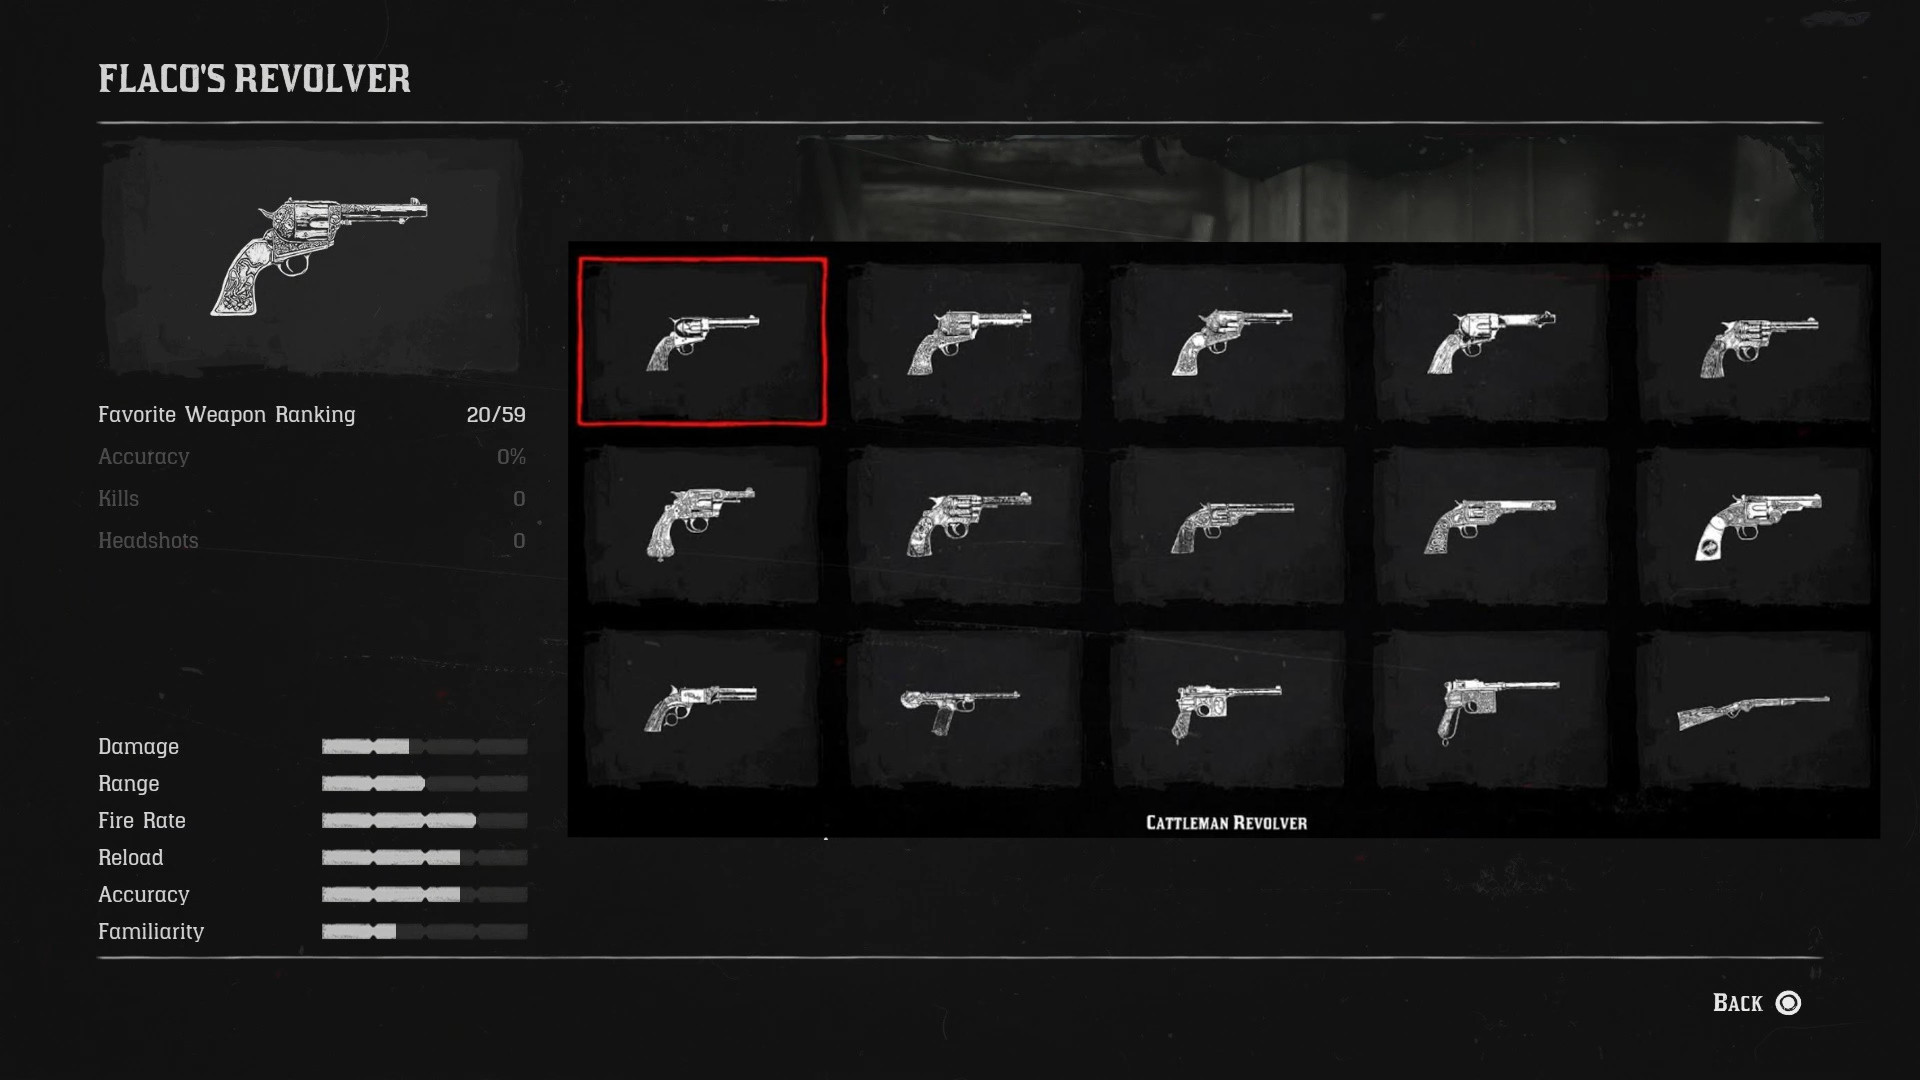 FLACO'S REVOLVER
Favorite Weapon Ranking 20/59
Accuracy 0%
Kills 0
Headshots 0
Damage
Range
Fire Rate
Reload
Accuracy
Familiarity
CATTLEMAN REVOLVER
BACK